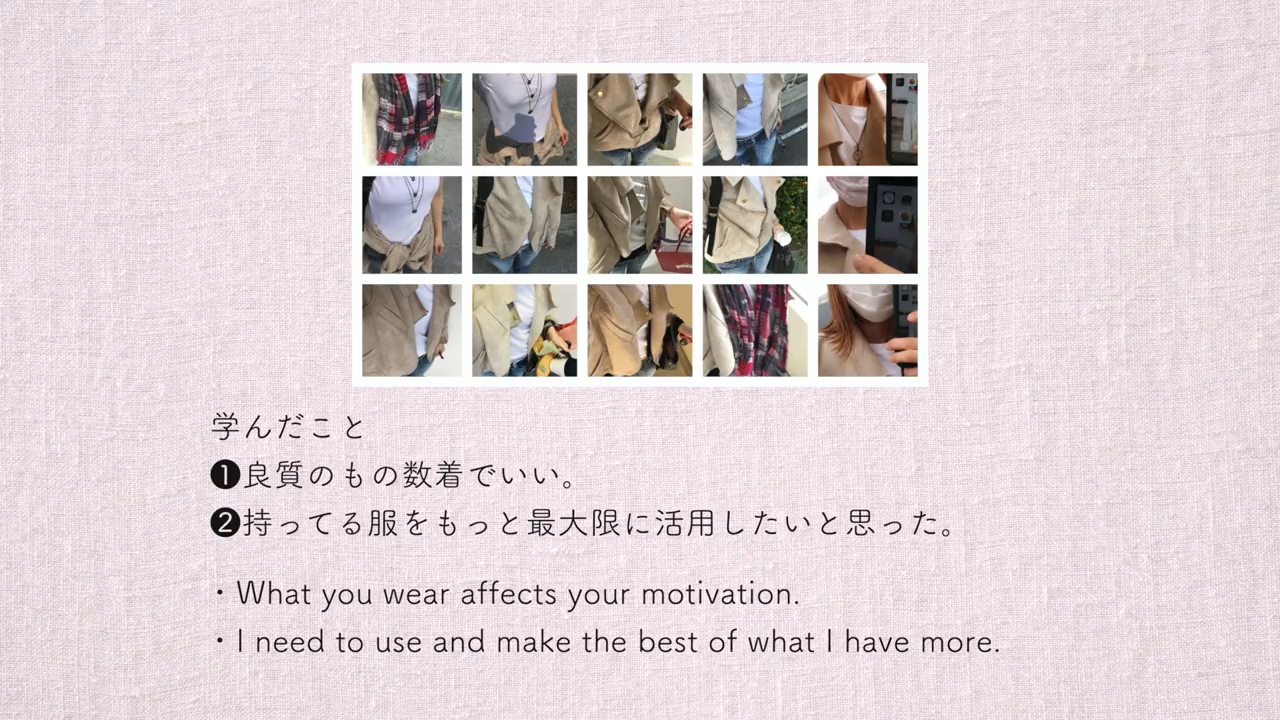 学んだこと
❶良質のもの数着でいい。
❷持ってる服をもっと最大限に活用したいと思った。
・What you wear affects your motivation.
・I need to use and make the best of what I have more.